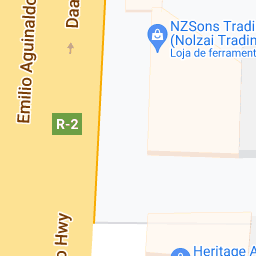 Emilio Aguinaldo
Daa
NZSons Tradi
(Nolzai Tradin
Loja de ferrament
R-2
Hwy
Heritage A